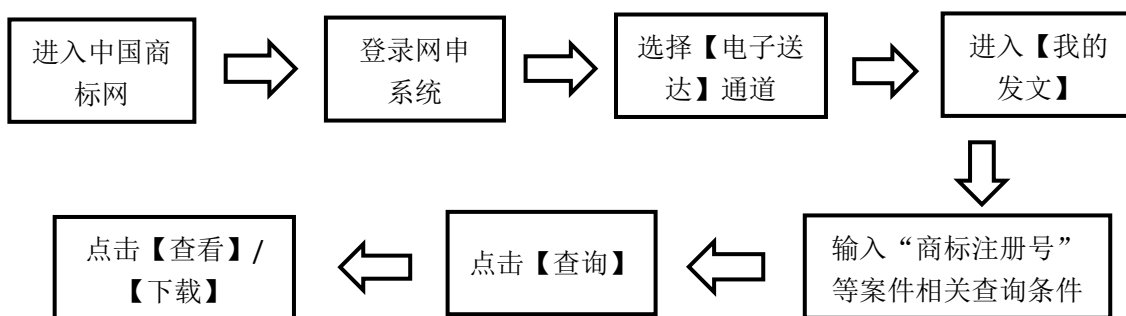 进入中国商
标网
登录网申
系统
选择【电子送
达】通道
进入【我的
发文】
输入“商标注册号”
等案件相关查询条件
点击【查询】
点击【查看】/
【下载】